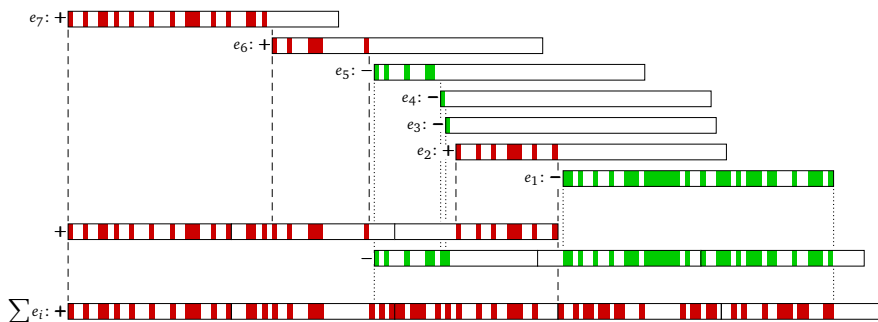 e₇: +
e₆: +
e₅: −
e₄: −
e₃: −
e₂: +
e₁: −
+
−
∑ eᵢ: +